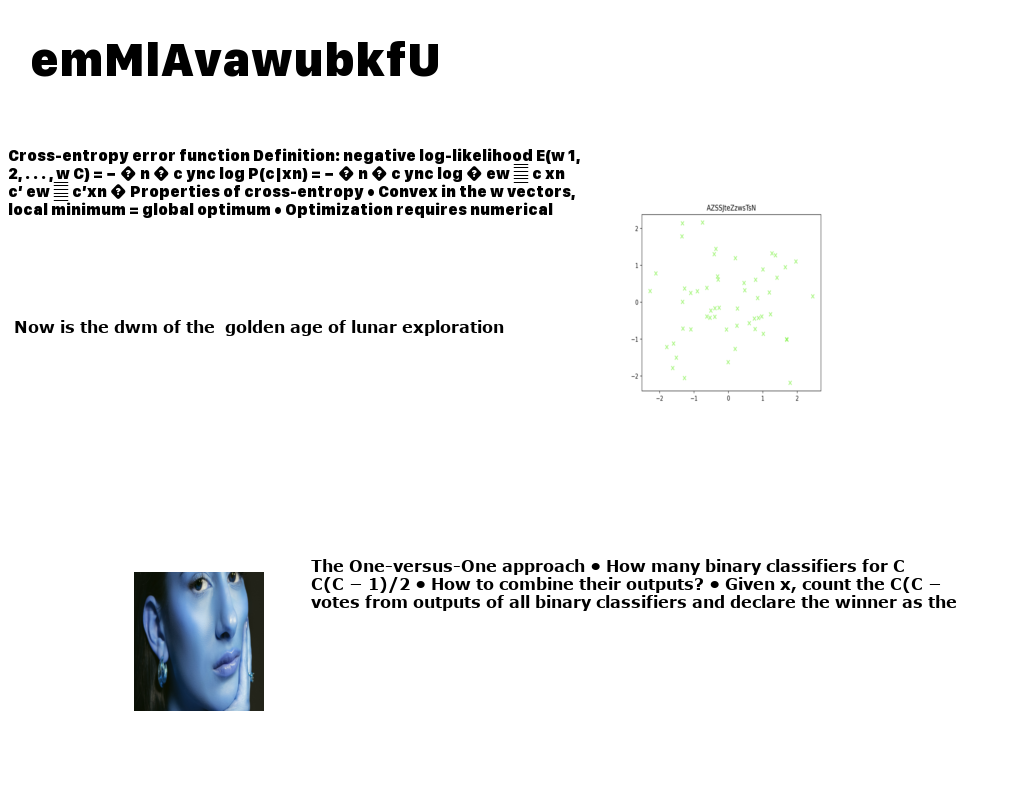 emMlAvawubkfU
Cross-entropy error function Definition: negative log-likelihood E(w 1,
2, . . . , w C) = − � n � c ync log P(c|xn) = − � n � c ync log � ew c xn
c′ ew c′xn � Properties of cross-entropy • Convex in the w vectors,
local minimum = global optimum • Optimization requires numerical
AZSSjteZzwsTsN
2
1
0
−1
−2
−2 −1 0 1 2
Now is the dwm of the  golden age of lunar exploration
The One-versus-One approach • How many binary classifiers for C
C(C − 1)/2 • How to combine their outputs? • Given x, count the C(C −
votes from outputs of all binary classifiers and declare the winner as the